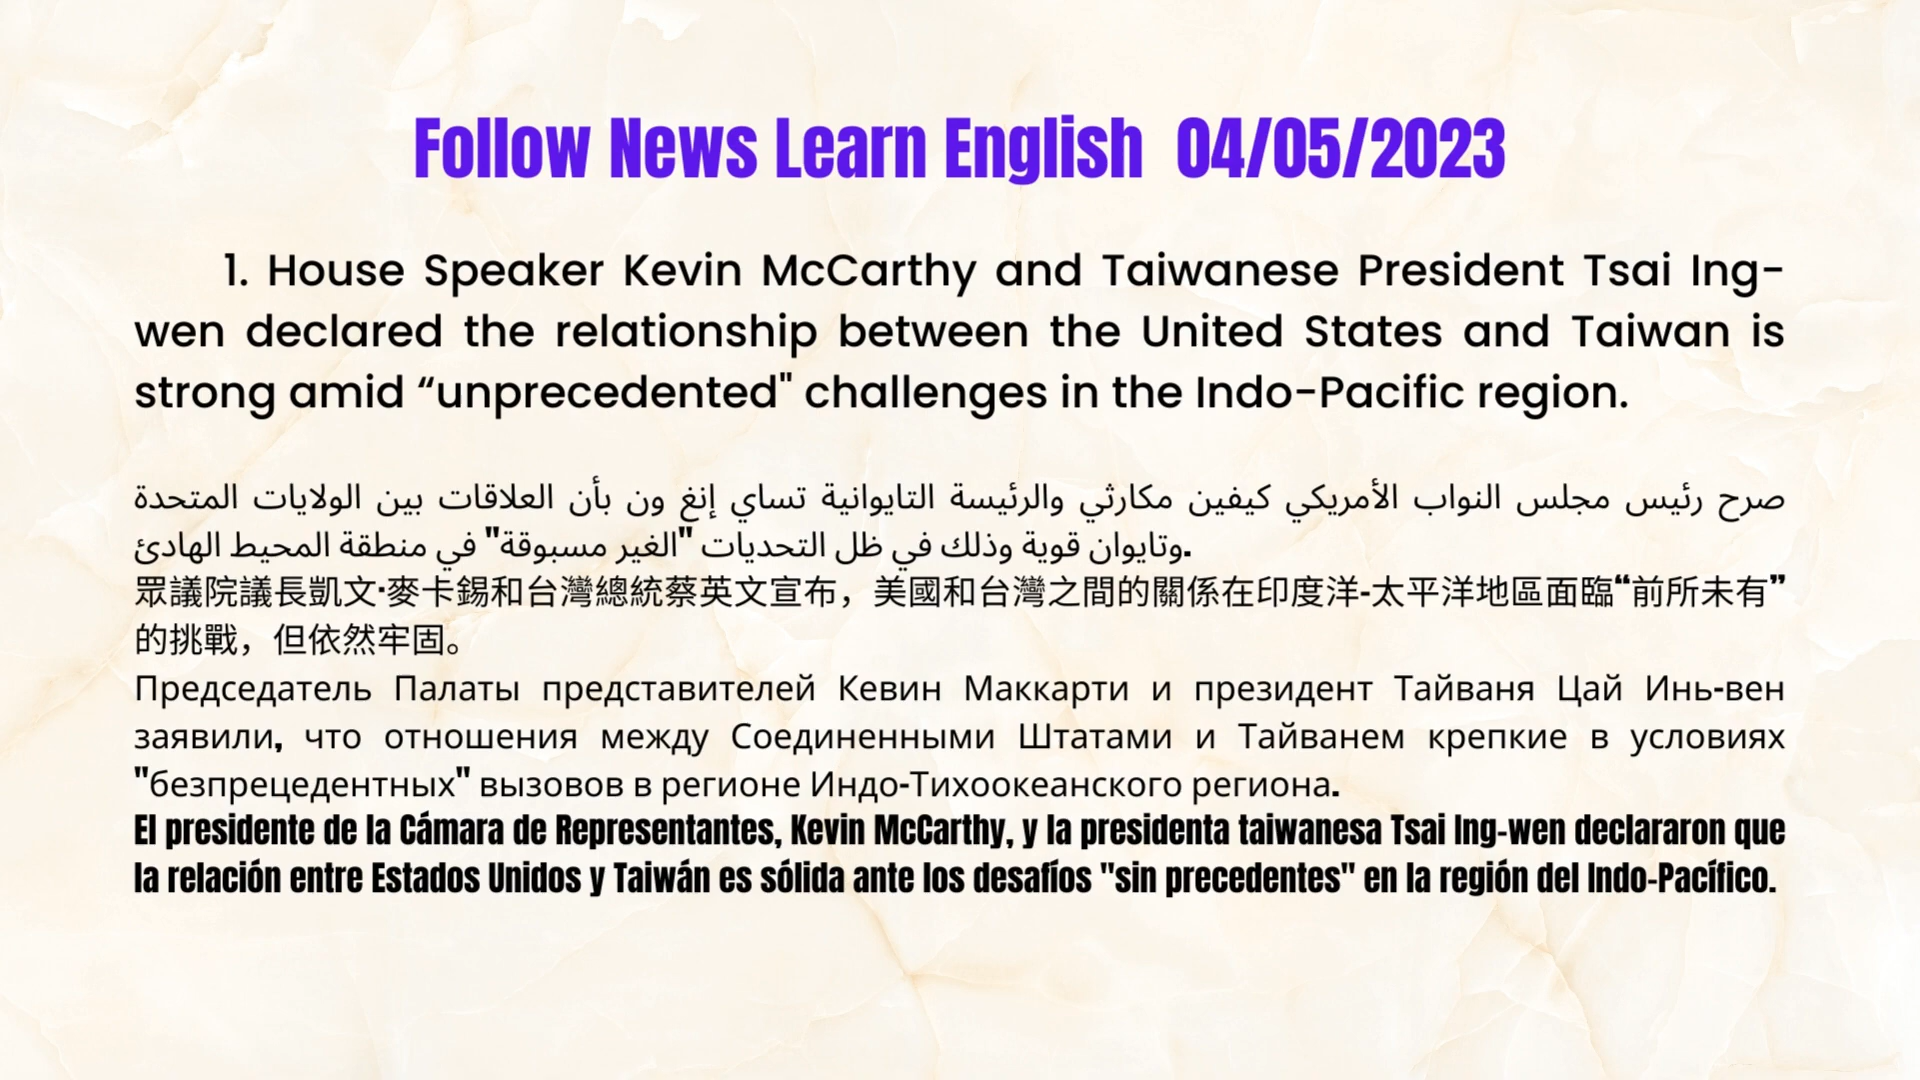 Follow News Learn English 04/05/2023
1. House Speaker Kevin McCarthy and Taiwanese President Tsai Ing-
wen declared the relationship between the United States and Taiwan is
strong amid “unprecedented" challenges in the Indo-Pacific region.
صرح رئيس مجلس النواب الأمريكي كيفين مكارثي والرئيسة التايوانية تساي إنغ ون بأن العلاقات بين الولايات المتحدة
وتايوان قوية وذلك في ظل التحديات "الغير مسبوقة" في منطقة المحيط الهادئ.
眾議院議長凱文·麥卡錫和台灣總統蔡英文宣布，美國和台灣之間的關係在印度洋-太平洋地區面臨“前所未有”
的挑戰，但依然牢固。
Председатель Палаты представителей Кевин Маккарти и президент Тайваня Цай Инь-вен
заявили, что отношения между Соединенными Штатами и Тайванем крепкие в условиях
"безпрецедентных" вызовов в регионе Индо-Тихоокеанского региона.
El presidente de la Cámara de Representantes, Kevin McCarthy, y la presidenta taiwanesa Tsai Ing-wen declararon que
la relación entre Estados Unidos y Taiwán es sólida ante los desafíos "sin precedentes" en la región del Indo-Pacífico.